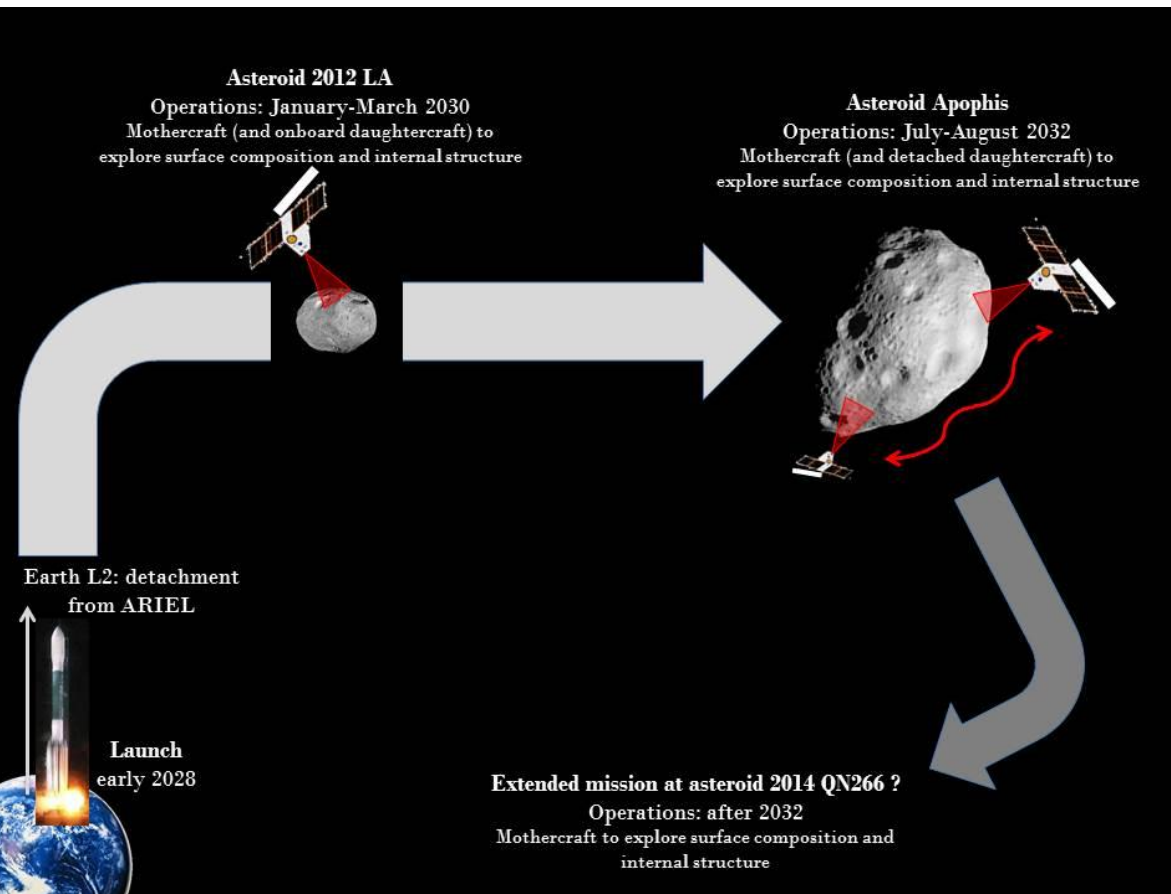 Asteroid 2012 LA
Operations: January-March 2030
Mothercraft (and onboard daughtercraft) to
explore surface composition and internal structure
Asteroid Apophis
Operations: July-August 2032
Mothercraft (and detached daughtercraft) to
explore surface composition and internal structure
Earth L2: detachment
from ARIEL
Launch
early 2028
Extended mission at asteroid 2014 QN266 ?
Operations: after 2032
Mothercraft to explore surface composition and
internal structure